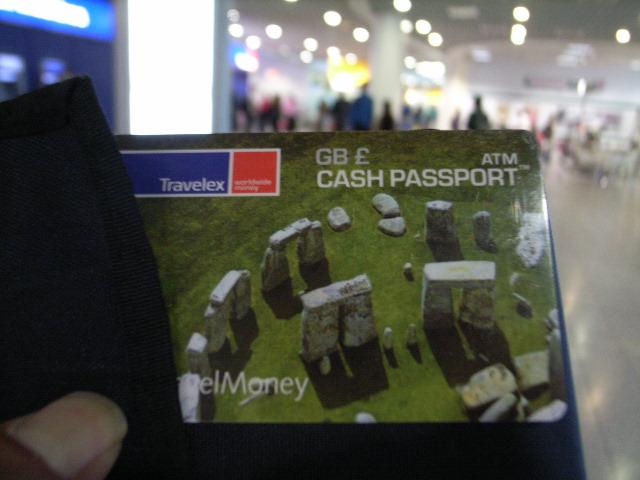 Travelex
worldwide
money
GB £
ATM
CASH PASSPORT™
elMoney